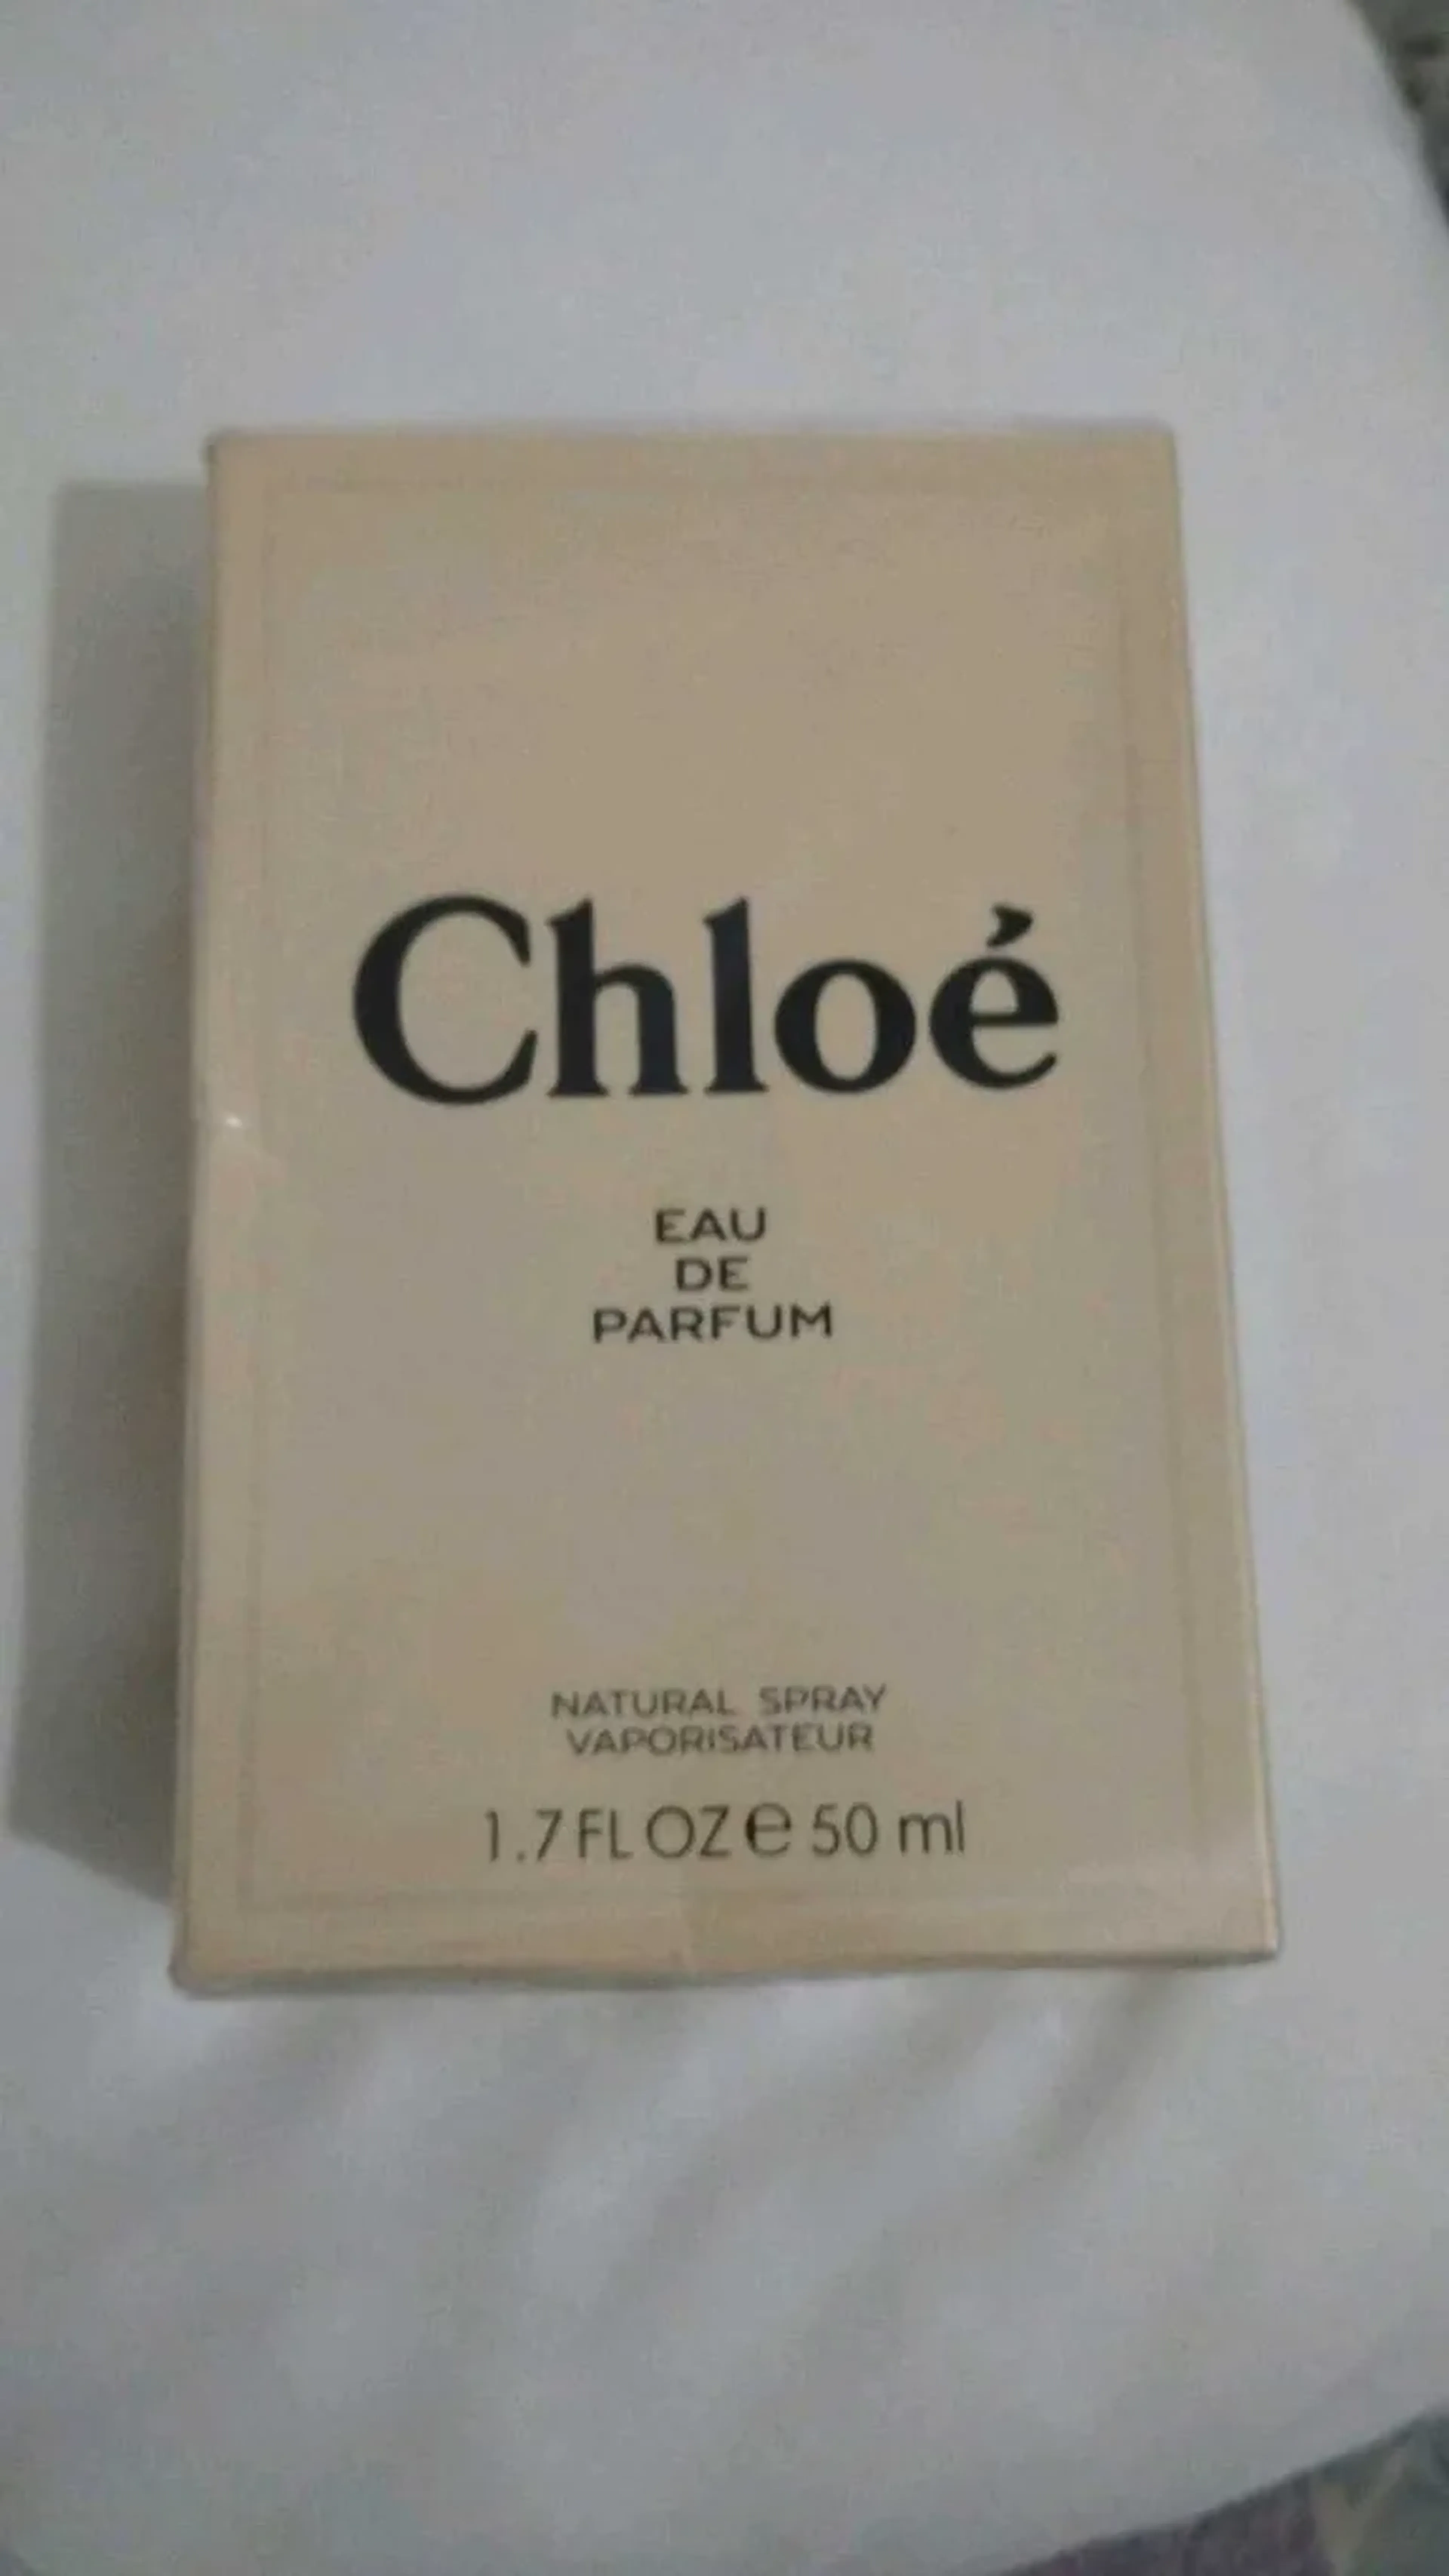 Chloé
EAU
DE
PARFUM
NATURAL SPRAY
VAPORISATEUR
1.7 FL OZ e 50 ml